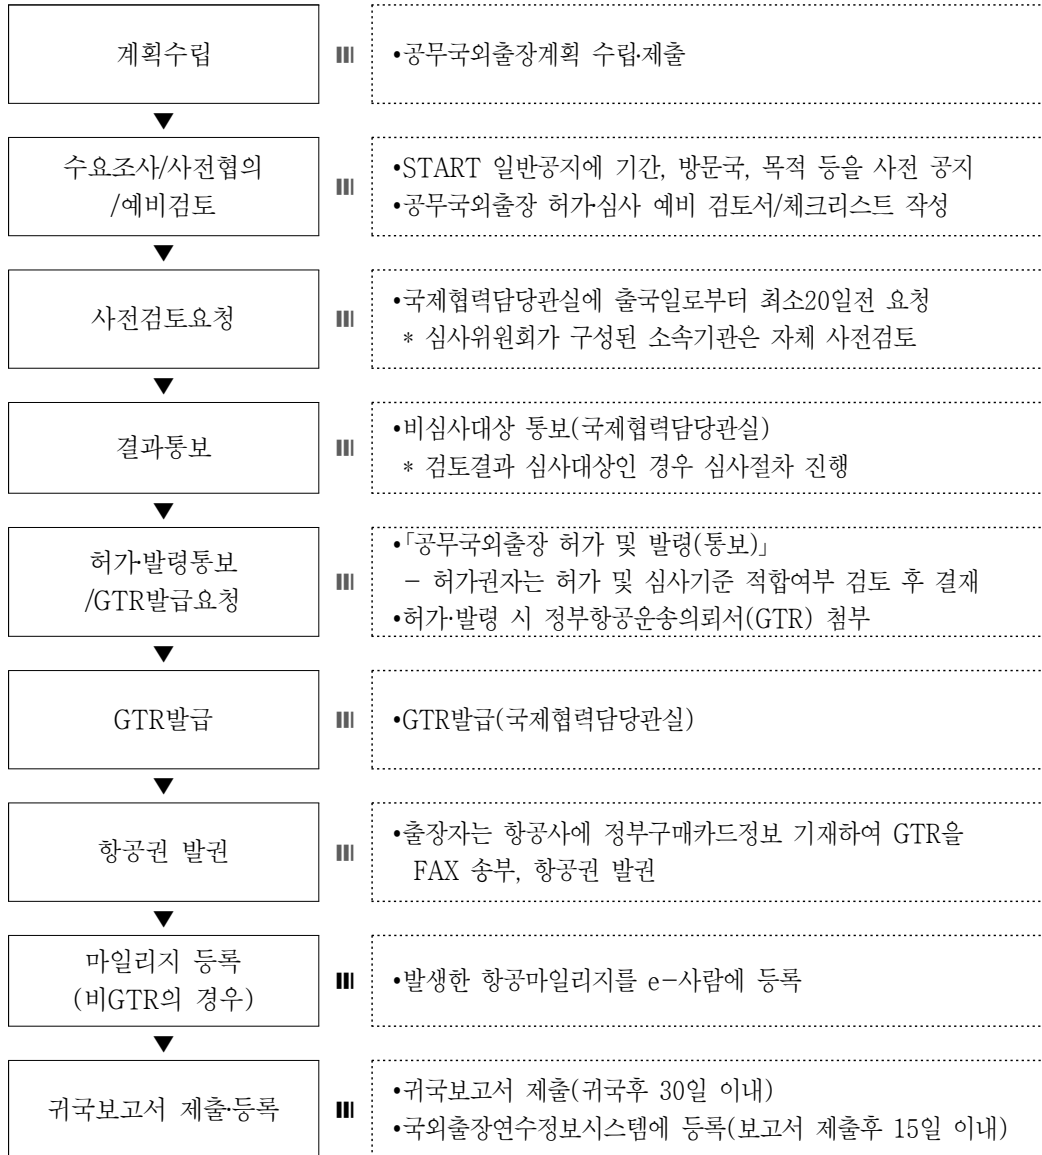 계획수립
•공무국외출장계획 수립·제출
▼
수요조사/사전협의
/예비검토
•START 일반공지에 기간, 방문국, 목적 등을 사전 공지
•공무국외출장 허가·심사 예비 검토서/체크리스트 작성
▼
사전검토요청
•국제협력담당관실에 출국일로부터 최소20일전 요청
* 심사위원회가 구성된 소속기관은 자체 사전검토
▼
결과통보
•비심사대상 통보(국제협력담당관실)
* 검토결과 심사대상인 경우 심사절차 진행
▼
허가·발령통보
/GTR발급요청
•「공무국외출장 허가 및 발령(통보)」
- 허가권자는 허가 및 심사기준 적합여부 검토 후 결재
•허가·발령 시 정부항공운송의뢰서(GTR) 첨부
▼
GTR발급
•GTR발급(국제협력담당관실)
▼
항공권 발권
•출장자는 항공사에 정부구매카드정보 기재하여 GTR을
FAX 송부, 항공권 발권
▼
마일리지 등록
(비GTR의 경우)
•발생한 항공마일리지를 e-사람에 등록
▼
귀국보고서 제출·등록
•귀국보고서 제출(귀국후 30일 이내)
•국외출장연수정보시스템에 등록(보고서 제출후 15일 이내)